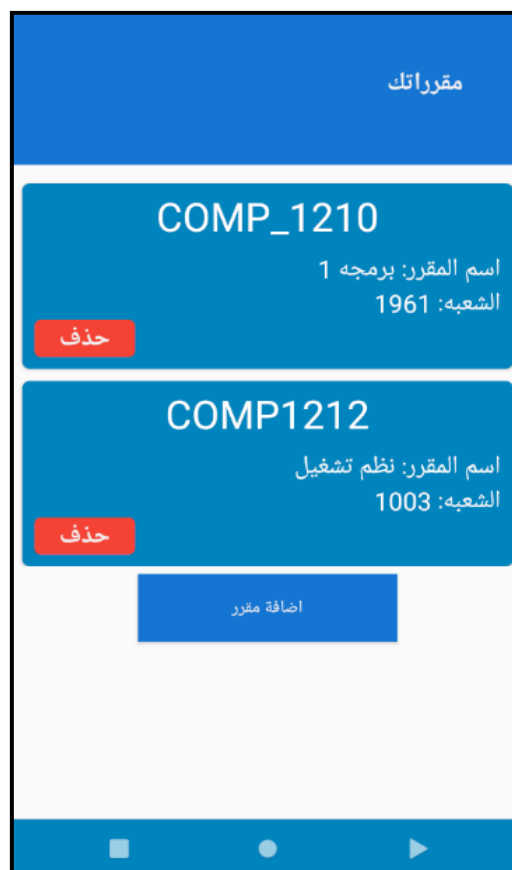 مقرراتك
COMP_1210
اسم المقرر: برمجه 1
الشعبه: 1961
حذف
COMP1212
اسم المقرر: نظم تشغيل
الشعبه: 1003
حذف
اضافة مقرر